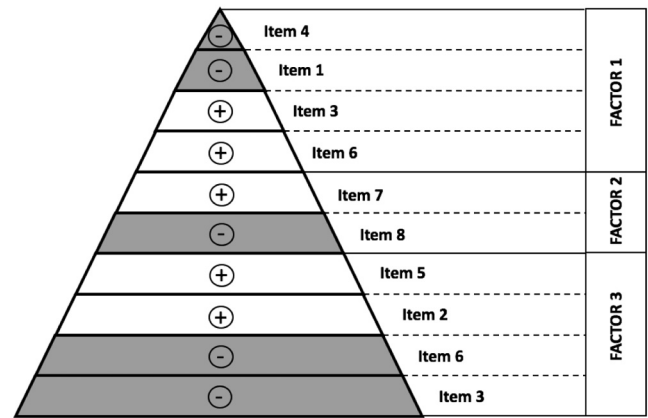 - Item 4
- Item 1
+ Item 3
+ Item 6
+ Item 7
- Item 8
+ Item 5
+ Item 2
- Item 6
- Item 3
FACTOR 1
FACTOR 2
FACTOR 3